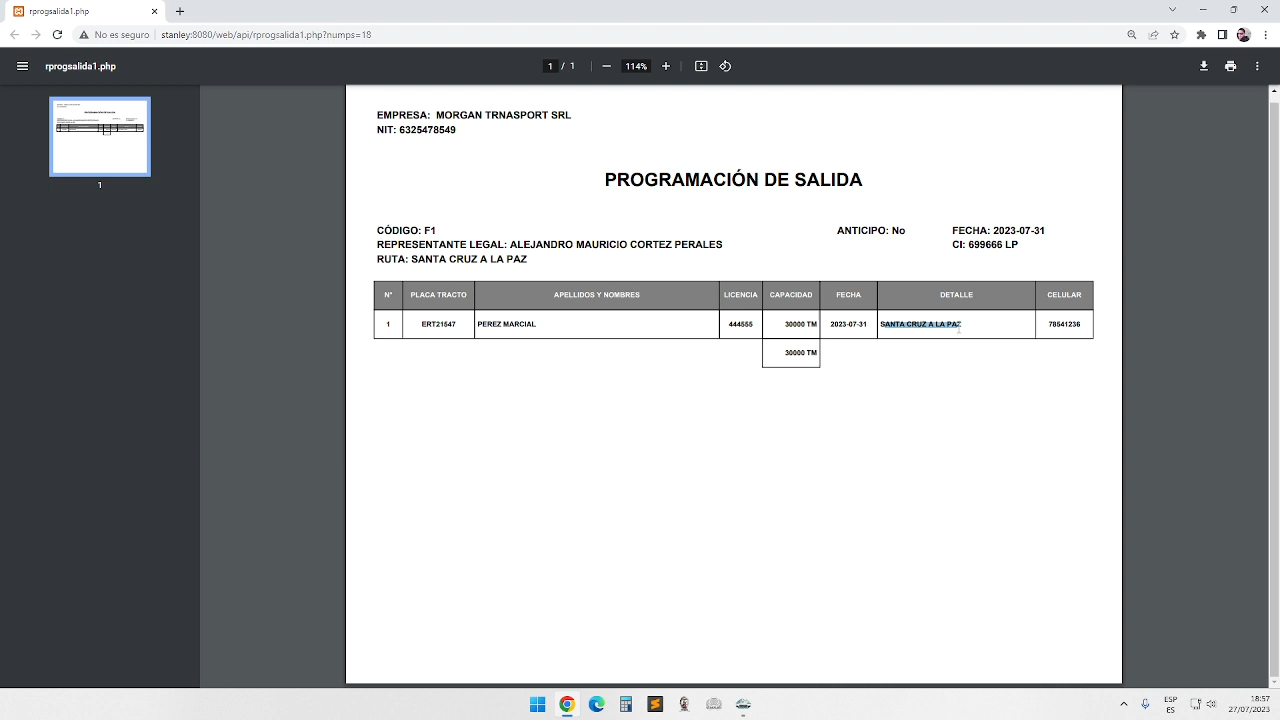 rprogsalida1.php
No es seguro
stanley:8080/web/api/rprogsalida1.php?numps=18
rprogsalida1.php
1 / 1
114%
1
EMPRESA: MORGAN TRNASPORT SRL
NIT: 6325478549
PROGRAMACIÓN DE SALIDA
CÓDIGO: F1 ANTICIPO: No FECHA: 2023-07-31
REPRESENTANTE LEGAL: ALEJANDRO MAURICIO CORTEZ PERALES CI: 699666 LP
RUTA: SANTA CRUZ A LA PAZ
N° PLACA TRACTO APELLIDOS Y NOMBRES LICENCIA CAPACIDAD FECHA DETALLE CELULAR
1 ERT21547 PEREZ MARCIAL 444555 30000 TM 2023-07-31 SANTA CRUZ A LA PAZ 78541236
30000 TM
ESP
ES
18:57
27/07/2023